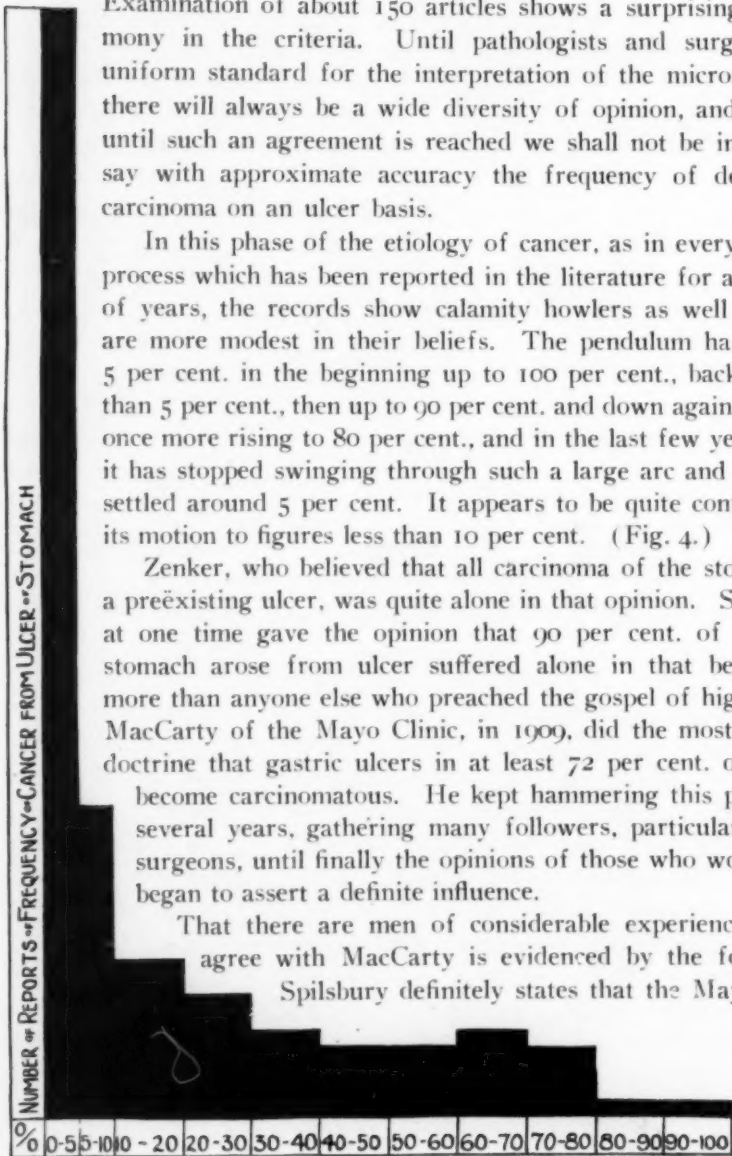 Examination of about 150 articles shows a surprising
mony in the criteria. Until pathologists and surg
uniform standard for the interpretation of the micro
there will always be a wide diversity of opinion, and
until such an agreement is reached we shall not be in
say with approximate accuracy the frequency of de
carcinoma on an ulcer basis.
In this phase of the etiology of cancer, as in every
process which has been reported in the literature for a
of years, the records show calamity howlers as well
are more modest in their beliefs. The pendulum ha
5 per cent. in the beginning up to 100 per cent., back
than 5 per cent., then up to 90 per cent. and down again
once more rising to 80 per cent., and in the last few ye
it has stopped swinging through such a large arc and
settled around 5 per cent. It appears to be quite con
its motion to figures less than 10 per cent. (Fig. 4.)
Zenker, who believed that all carcinoma of the sto
a preëxisting ulcer, was quite alone in that opinion. S
at one time gave the opinion that 90 per cent. of
stomach arose from ulcer suffered alone in that be
more than anyone else who preached the gospel of hig
MacCarty of the Mayo Clinic, in 1909, did the most
doctrine that gastric ulcers in at least 72 per cent. o
become carcinomatous. He kept hammering this p
several years, gathering many followers, particula
surgeons, until finally the opinions of those who wo
began to assert a definite influence.
That there are men of considerable experienc
agree with MacCarty is evidenced by the fo
Spilsbury definitely states that the May
NUMBER OF REPORTS OF FREQUENCY OF CANCER FROM ULCER OF STOMACH
% 0-5 5-10 10-20 20-30 30-40 40-50 50-60 60-70 70-80 80-90 90-100